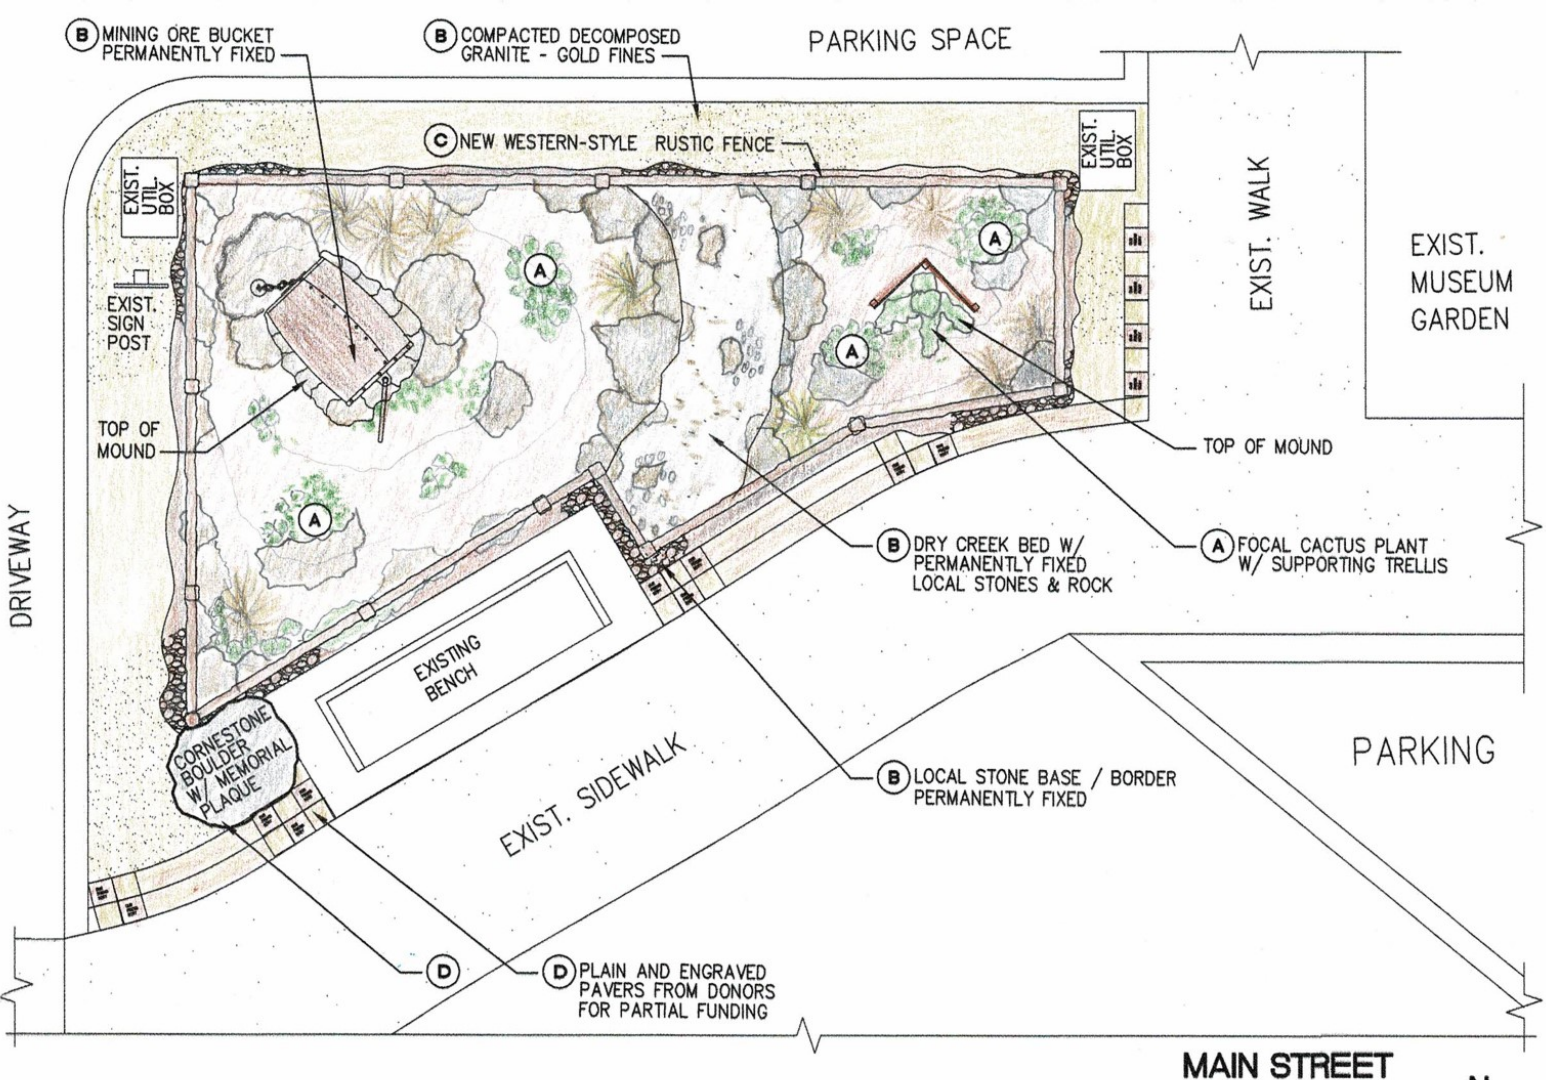 B MINING ORE BUCKET
PERMANENTLY FIXED
B COMPACTED DECOMPOSED
GRANITE - GOLD FINES
PARKING SPACE
C NEW WESTERN-STYLE RUSTIC FENCE
EXIST.
UTIL.
BOX
EXIST.
UTIL.
BOX
EXIST. WALK
EXIST.
MUSEUM
GARDEN
A
A
EXIST.
SIGN
POST
A
TOP OF
MOUND
TOP OF MOUND
A
DRIVEWAY
B DRY CREEK BED W/
PERMANENTLY FIXED
LOCAL STONES & ROCK
A FOCAL CACTUS PLANT
W/ SUPPORTING TRELLIS
EXISTING
BENCH
CORNESTONE
BOULDER
W/ MEMORIAL
PLAQUE
EXIST. SIDEWALK
PARKING
B LOCAL STONE BASE / BORDER
PERMANENTLY FIXED
D
D PLAIN AND ENGRAVED
PAVERS FROM DONORS
FOR PARTIAL FUNDING
MAIN STREET